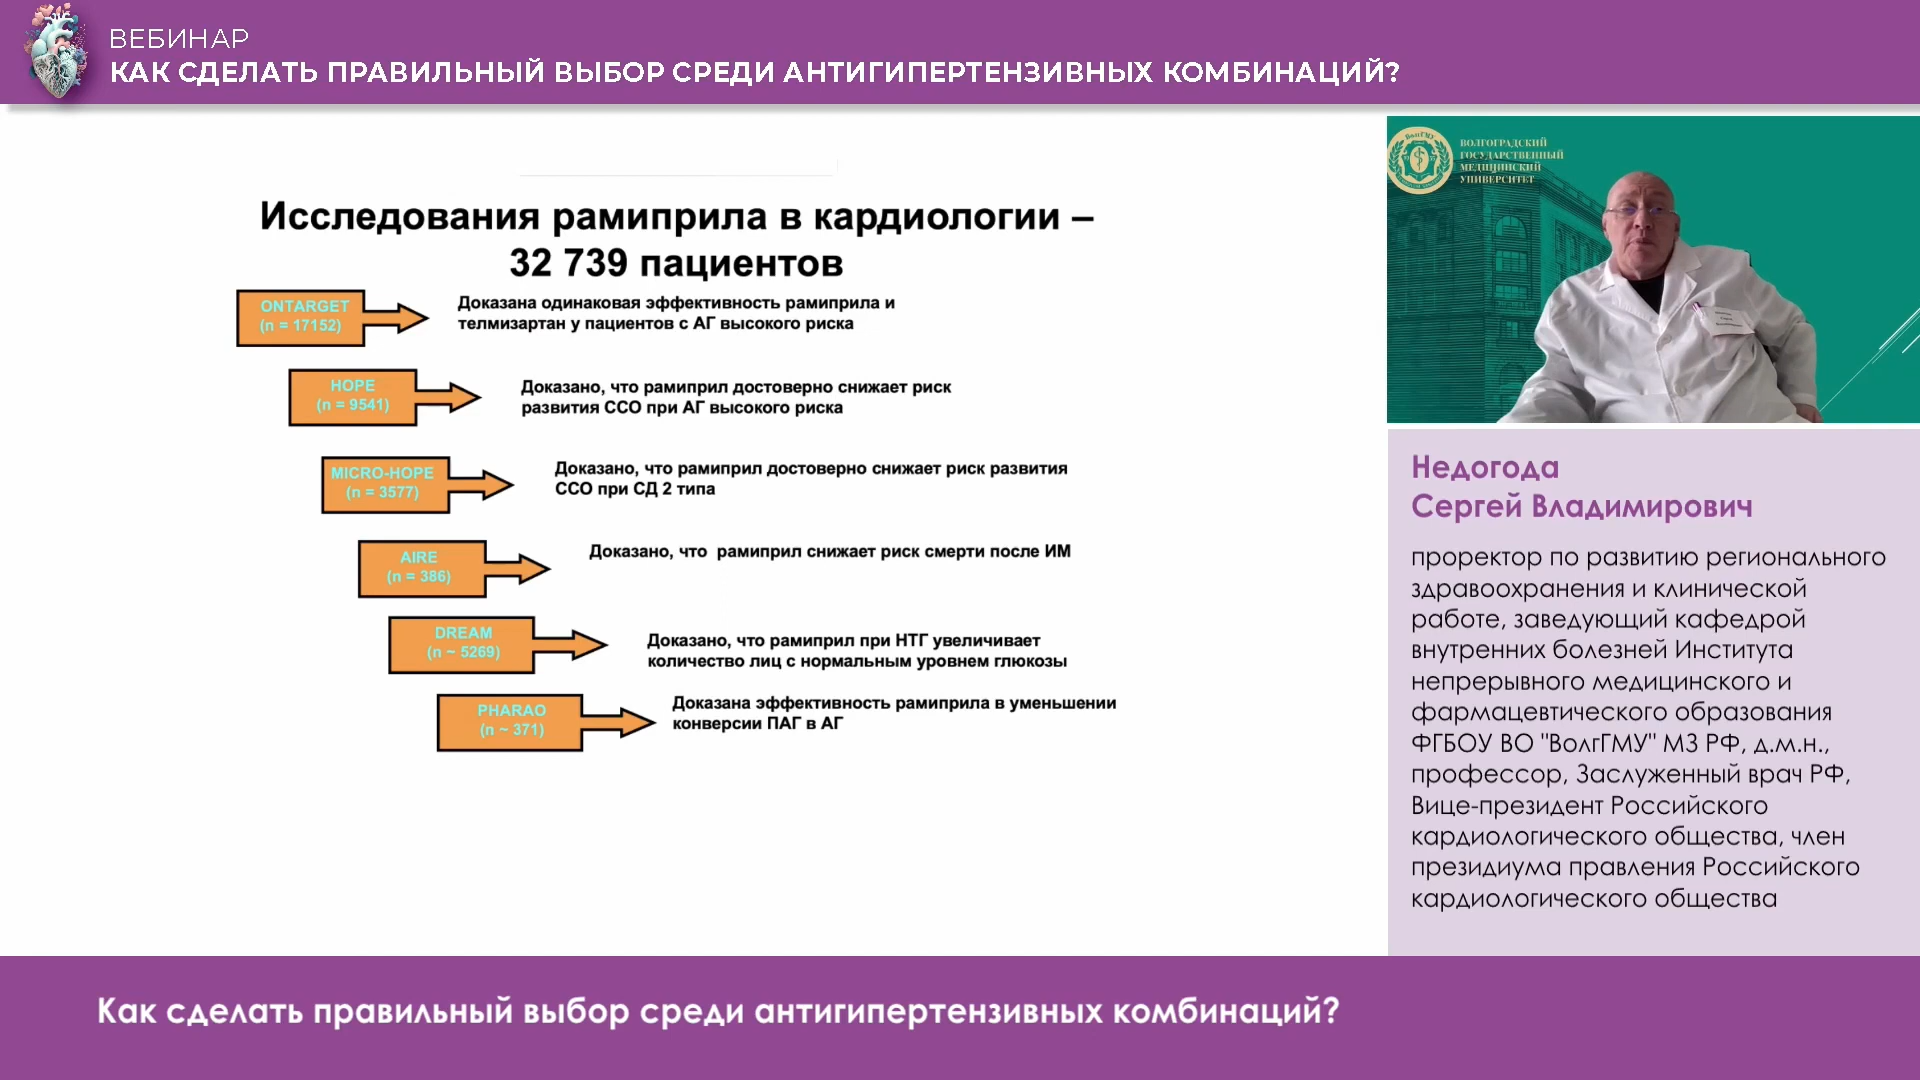 ВЕБИНАР
КАК СДЕЛАТЬ ПРАВИЛЬНЫЙ ВЫБОР СРЕДИ АНТИГИПЕРТЕНЗИВНЫХ КОМБИНАЦИЙ?
Исследования рамиприла в кардиологии –
32 739 пациентов
ONTARGET
(n = 17152)
Доказана одинаковая эффективность рамиприла и
телмизартан у пациентов с АГ высокого риска
HOPE
(n = 9541)
Доказано, что рамиприл достоверно снижает риск
развития ССО при АГ высокого риска
MICRO-HOPE
(n = 3577)
Доказано, что рамиприл достоверно снижает риск развития
ССО при СД 2 типа
AIRE
(n = 386)
Доказано, что рамиприл снижает риск смерти после ИМ
DREAM
(n ~ 5269)
Доказано, что рамиприл при НТГ увеличивает
количество лиц с нормальным уровнем глюкозы
PHARAO
(n ~ 371)
Доказана эффективность рамиприла в уменьшении
конверсии ПАГ в АГ
ВолгГМУ
ВОЛГОГРАДСКИЙ
ГОСУДАРСТВЕННЫЙ
МЕДИЦИНСКИЙ
УНИВЕРСИТЕТ
Недогода
Сергей Владимирович
проректор по развитию регионального
здравоохранения и клинической
работе, заведующий кафедрой
внутренних болезней Института
непрерывного медицинского и
фармацевтического образования
ФГБОУ ВО "ВолгГМУ" МЗ РФ, д.м.н.,
профессор, Заслуженный врач РФ,
Вице-президент Российского
кардиологического общества, член
президиума правления Российского
кардиологического общества
Как сделать правильный выбор среди антигипертензивных комбинаций?